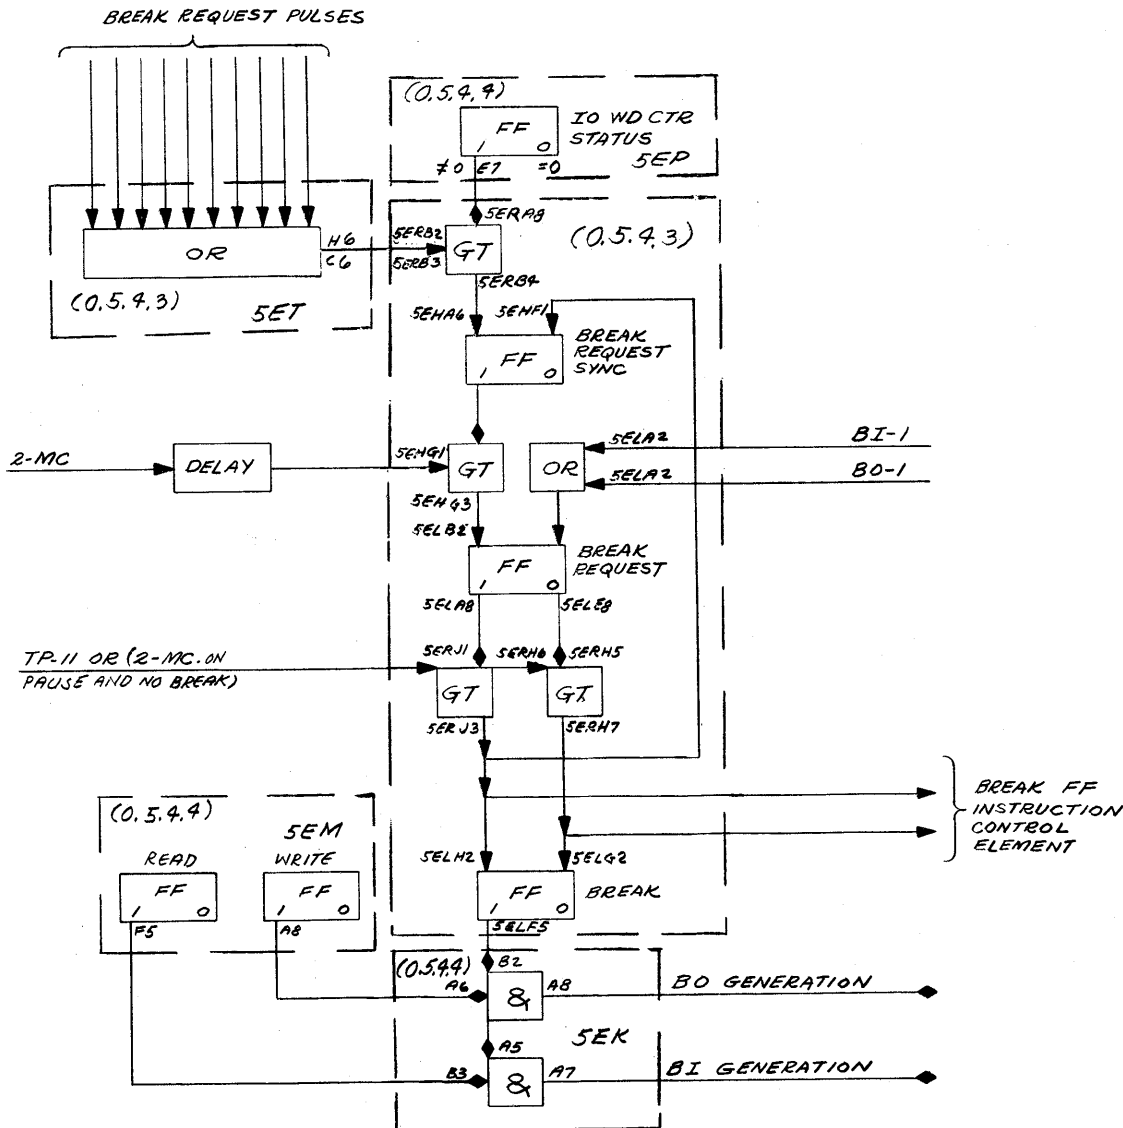 BREAK REQUEST PULSES
(0.5.4.4)
FF
1 0
IO WD CTR
STATUS
≠0 E7 =0
5EP
5ERA8
OR
H6
C6
(0.5.4.3)
5ET
5ERB2
5ERB3
GT
(0.5.4.3)
5ERB4
5EHA6
5EHF1
FF
1 0
BREAK
REQUEST
SYNC
2-MC
DELAY
5EHG1
GT
OR
5ELA2
BI-1
5ELA2
BO-1
5EHG3
5ELB2
FF
1 0
BREAK
REQUEST
5ELA8
5ELE8
TP-11 OR (2-MC.ON
PAUSE AND NO BREAK)
5ERJ1
5ERH6
5ERH5
GT
GT
5ERJ3
5ERH7
BREAK FF
INSTRUCTION
CONTROL
ELEMENT
(0.5.4.4)
5EM
READ
WRITE
FF
1 0
FF
1 0
F5
A8
5ELH2
5ELG2
FF
1 0
BREAK
5ELF5
(0.5.4.4)
B2
A6
&
A8
BO GENERATION
5EK
A5
B3
&
A7
BI GENERATION